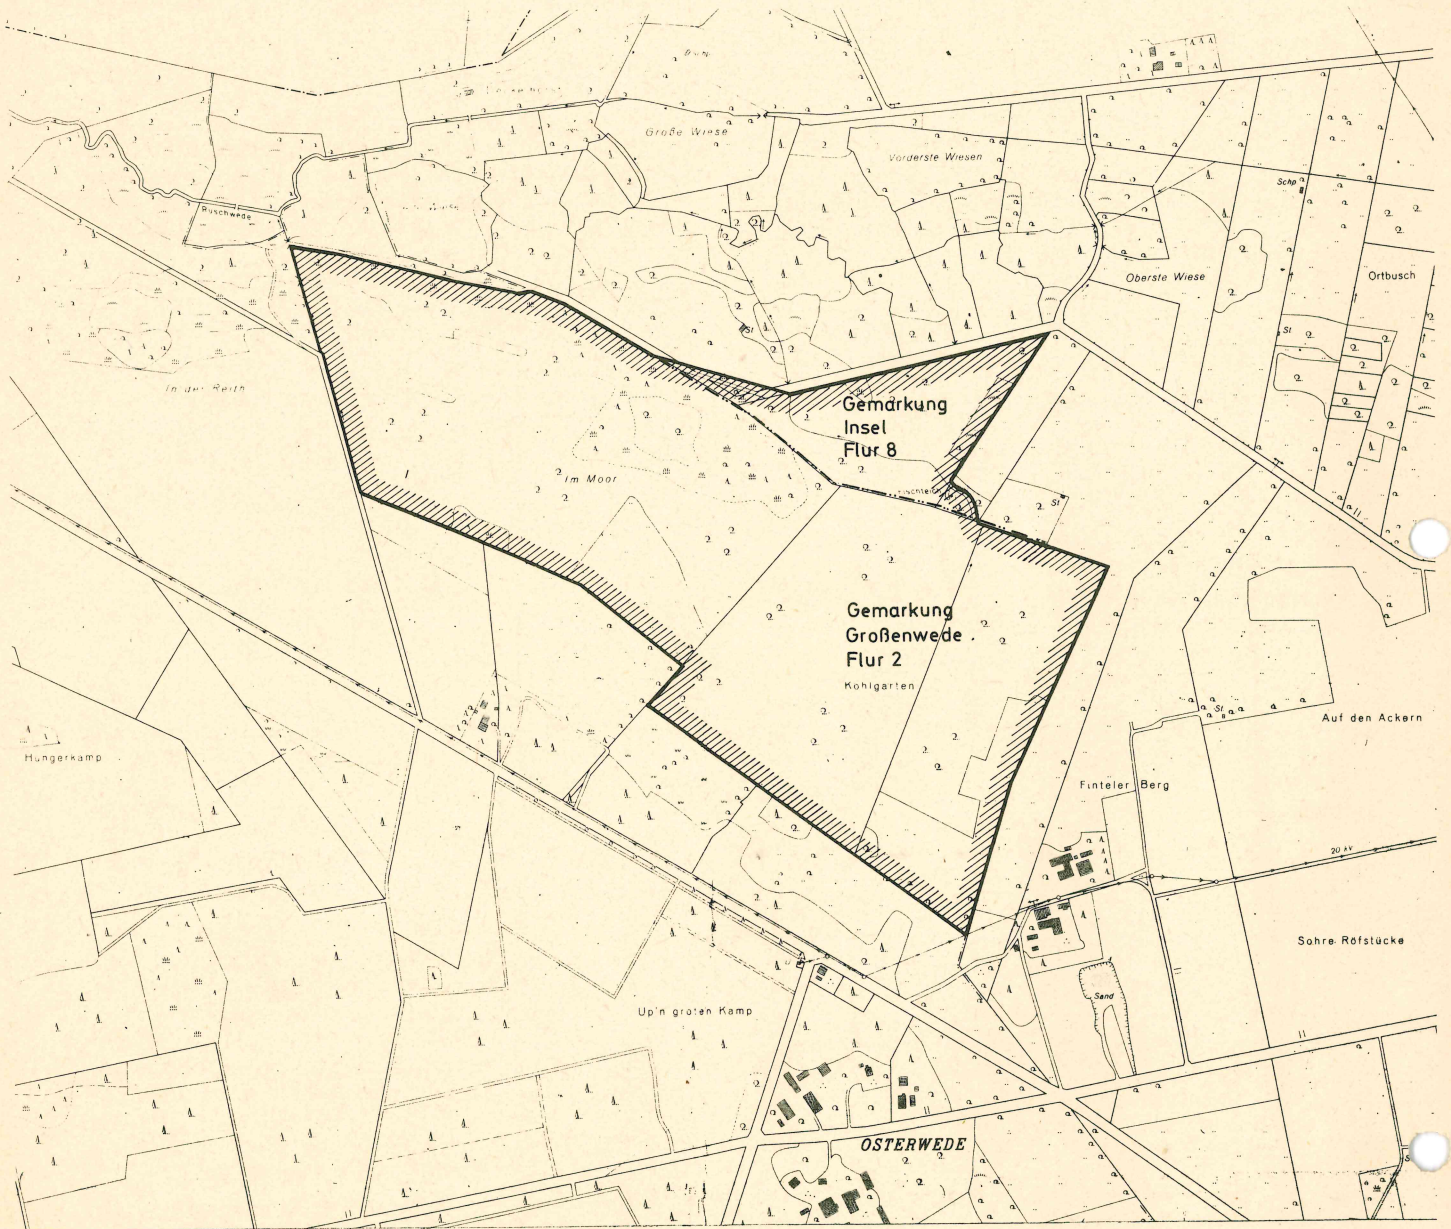 Große Wiese
Vorderste Wiesen
Schp
Ruschwede
Oberste Wiese
Ortbusch
St
St
In der Reith
Gemarkung
Insel
Flur 8
Im Moor
St
Gemarkung
Großenwede
Flur 2
Kohlgarten
St
Auf den Ackern
Hungerkamp
Finteler Berg
20 kV
Sohre Röfstücke
Sand
Up'n groten Kamp
OSTERWEDE